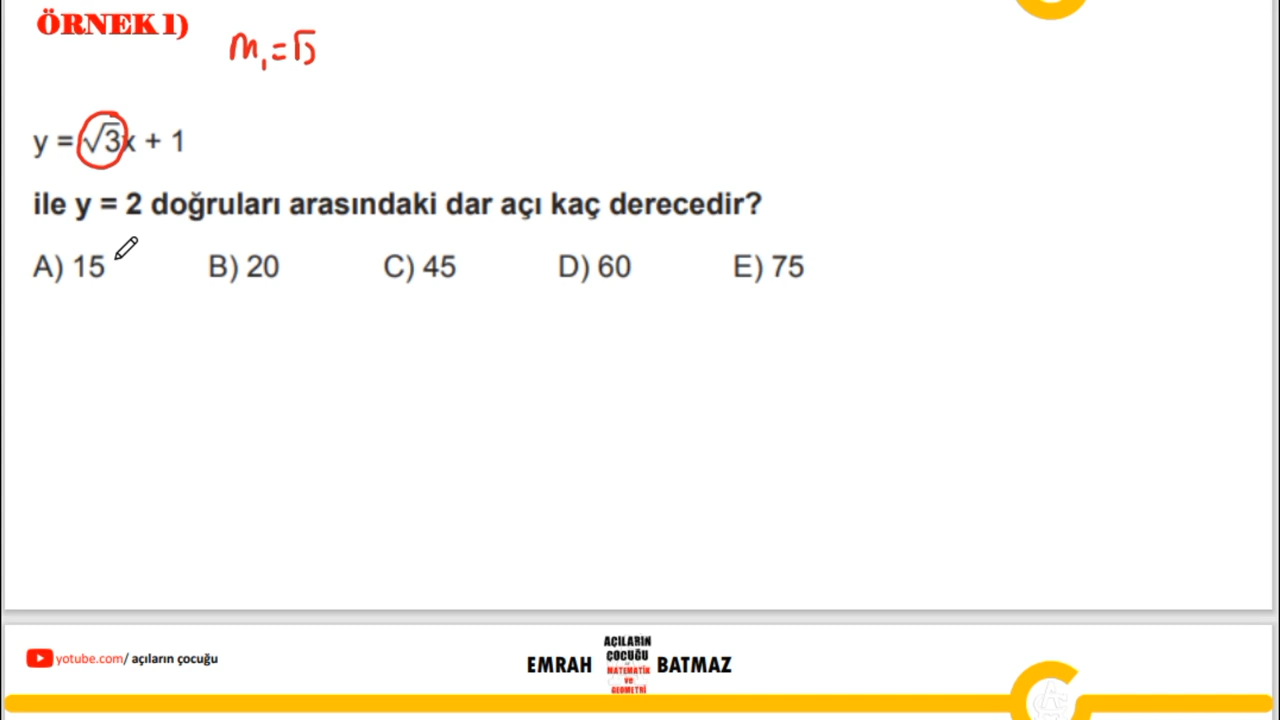 ÖRNEK 1)
m₁ = √3
y = √3x + 1
ile y = 2 doğruları arasındaki dar açı kaç derecedir?
A) 15 B) 20 C) 45 D) 60 E) 75
yotube.com/ açıların çocuğu
EMRAH
AÇILARIN
ÇOCUĞU
MATEMATİK
ve
GEOMETRİ
BATMAZ